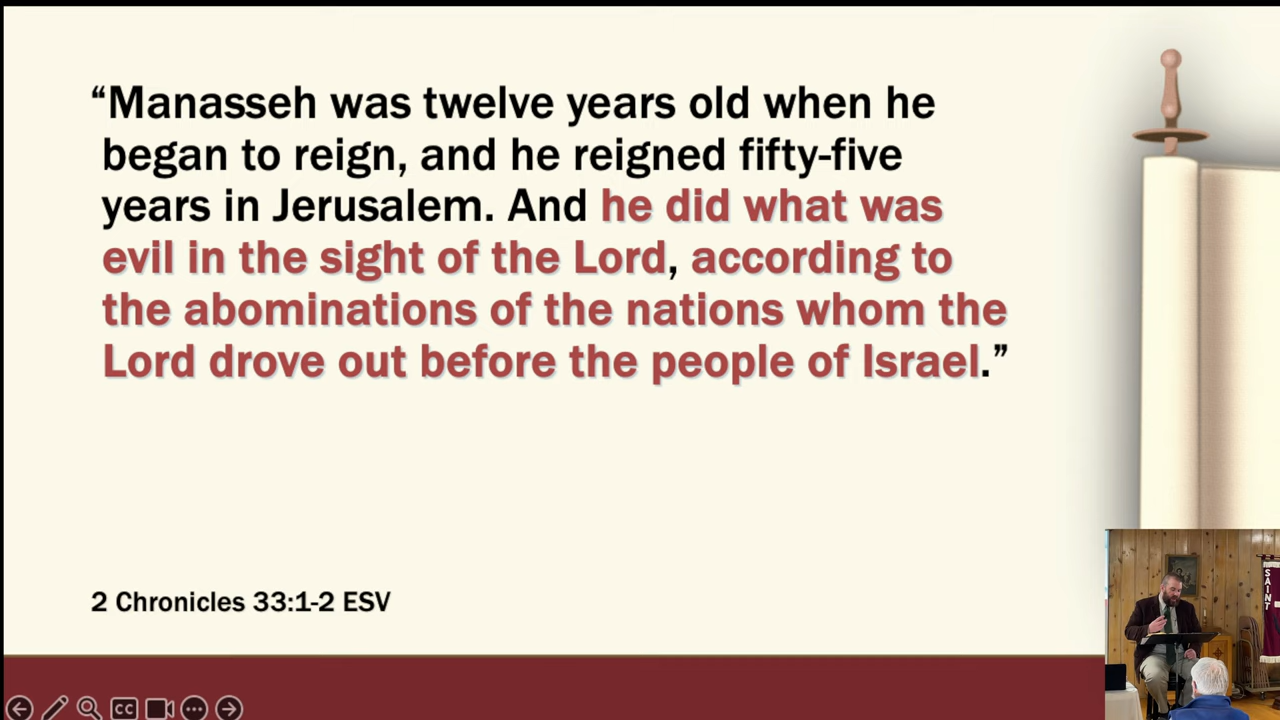 “Manasseh was twelve years old when he
began to reign, and he reigned fifty-five
years in Jerusalem. And he did what was
evil in the sight of the Lord, according to
the abominations of the nations whom the
Lord drove out before the people of Israel.”
2 Chronicles 33:1-2 ESV
CC
SAINT